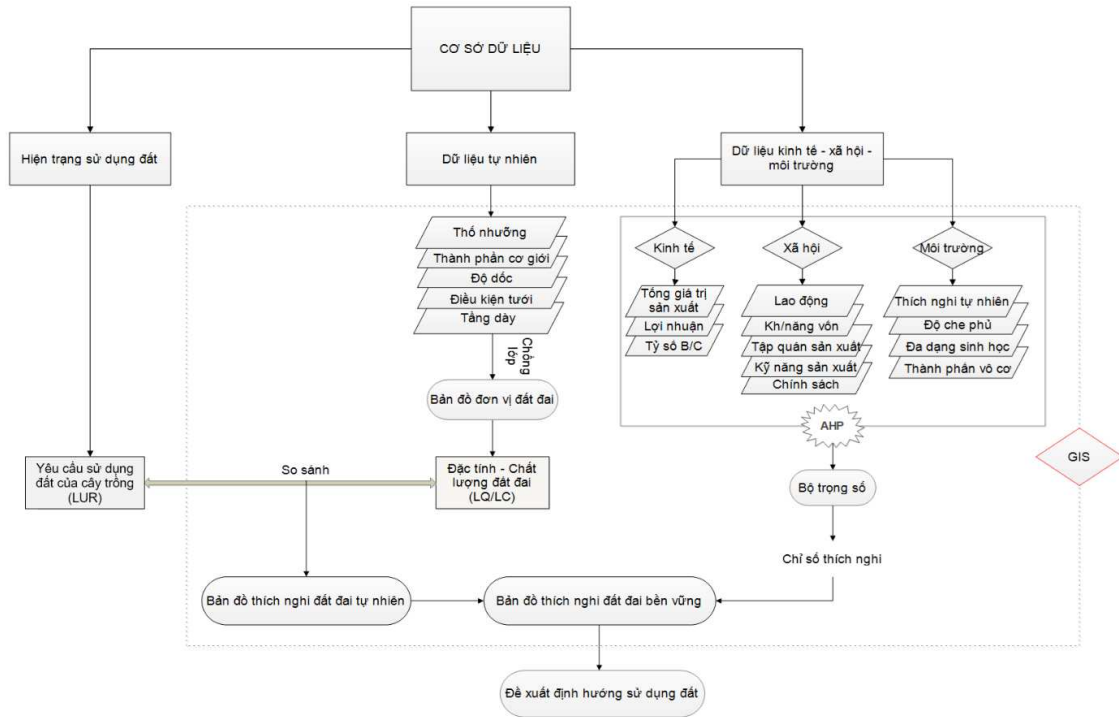 CƠ SỞ DỮ LIỆU
Hiện trạng sử dụng đất
Dữ liệu tự nhiên
Dữ liệu kinh tế - xã hội -
môi trường
Thổ nhưỡng
Thành phần cơ giới
Độ dốc
Điều kiện tưới
Tầng dày
Kinh tế
Xã hội
Môi trường
Tổng giá trị
sản xuất
Lợi nhuận
Tỷ số B/C
Lao động
Kh/năng vốn
Tập quán sản xuất
Kỹ năng sản xuất
Chính sách
Thích nghi tự nhiên
Độ che phủ
Đa dạng sinh học
Thành phần vô cơ
Chồng
lớp
Bản đồ đơn vị đất đai
AHP
GIS
Yêu cầu sử dụng
đất của cây trồng
(LUR)
So sánh
Đặc tính - Chất
lượng đất đai
(LQ/LC)
Bộ trọng số
Chỉ số thích nghi
Bản đồ thích nghi đất đai tự nhiên
Bản đồ thích nghi đất đai bền vững
Đề xuất định hướng sử dụng đất